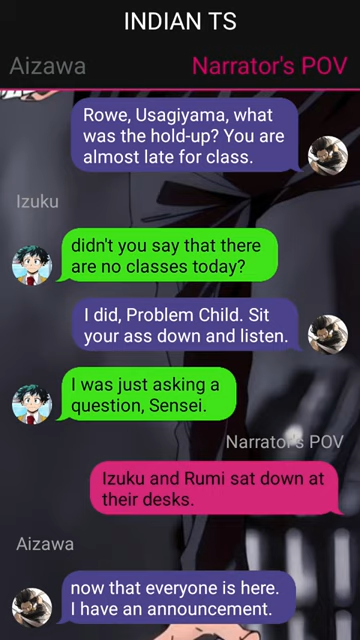 INDIAN TS
Aizawa
Narrator's POV
Rowe, Usagiyama, what
was the hold-up? You are
almost late for class.
Izuku
didn't you say that there
are no classes today?
I did, Problem Child. Sit
your ass down and listen.
I was just asking a
question, Sensei.
Narrator's POV
Izuku and Rumi sat down at
their desks.
Aizawa
now that everyone is here.
I have an announcement.